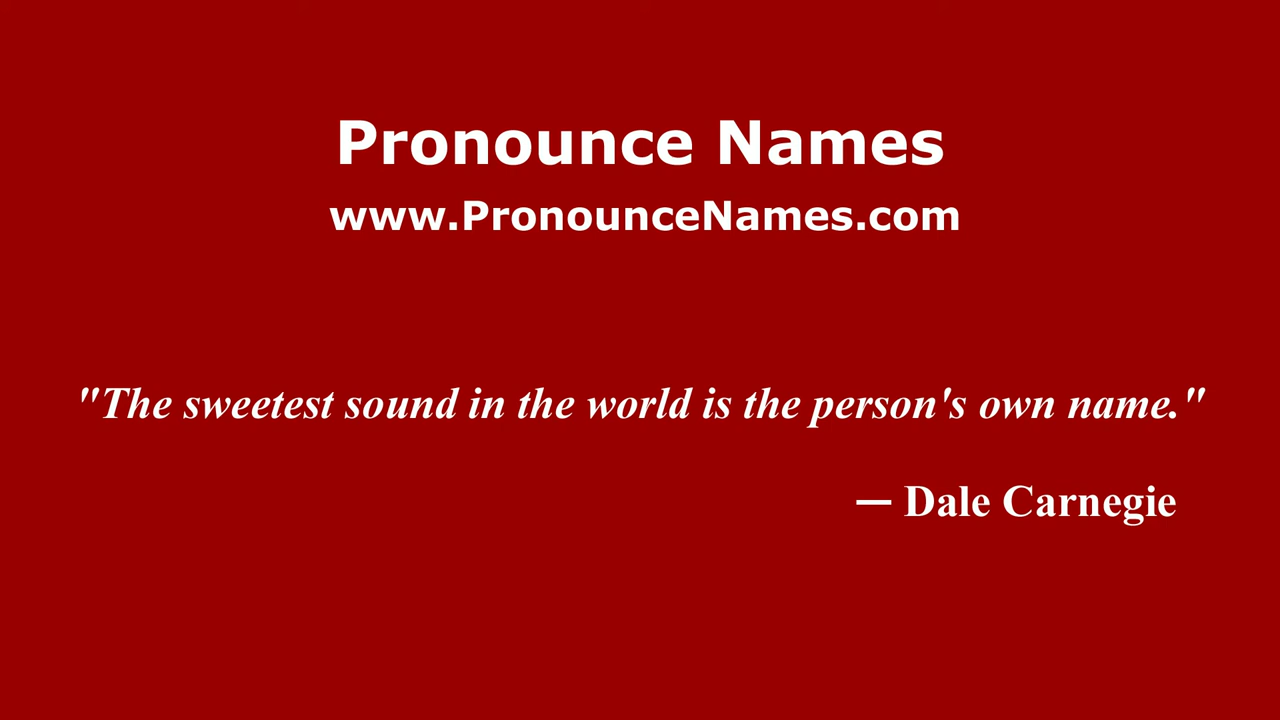 Pronounce Names
www.PronounceNames.com
"The sweetest sound in the world is the person's own name."
— Dale Carnegie